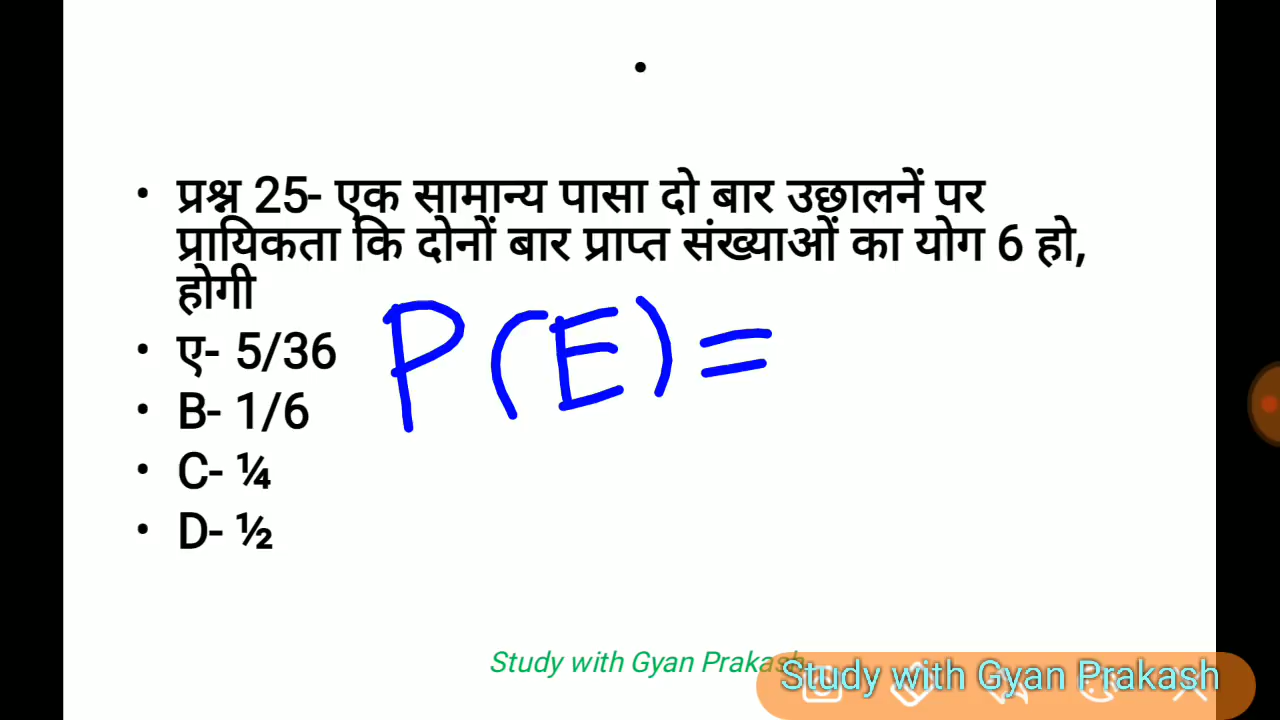 • प्रश्न 25- एक सामान्य पासा दो बार उछालनें पर
प्रायिकता कि दोनों बार प्राप्त संख्याओं का योग 6 हो,
होगी
• ए- 5/36
P(E)=
• B- 1/6
• C- ¼
• D- ½
Study with Gyan Prakash
Study with Gyan Prakash